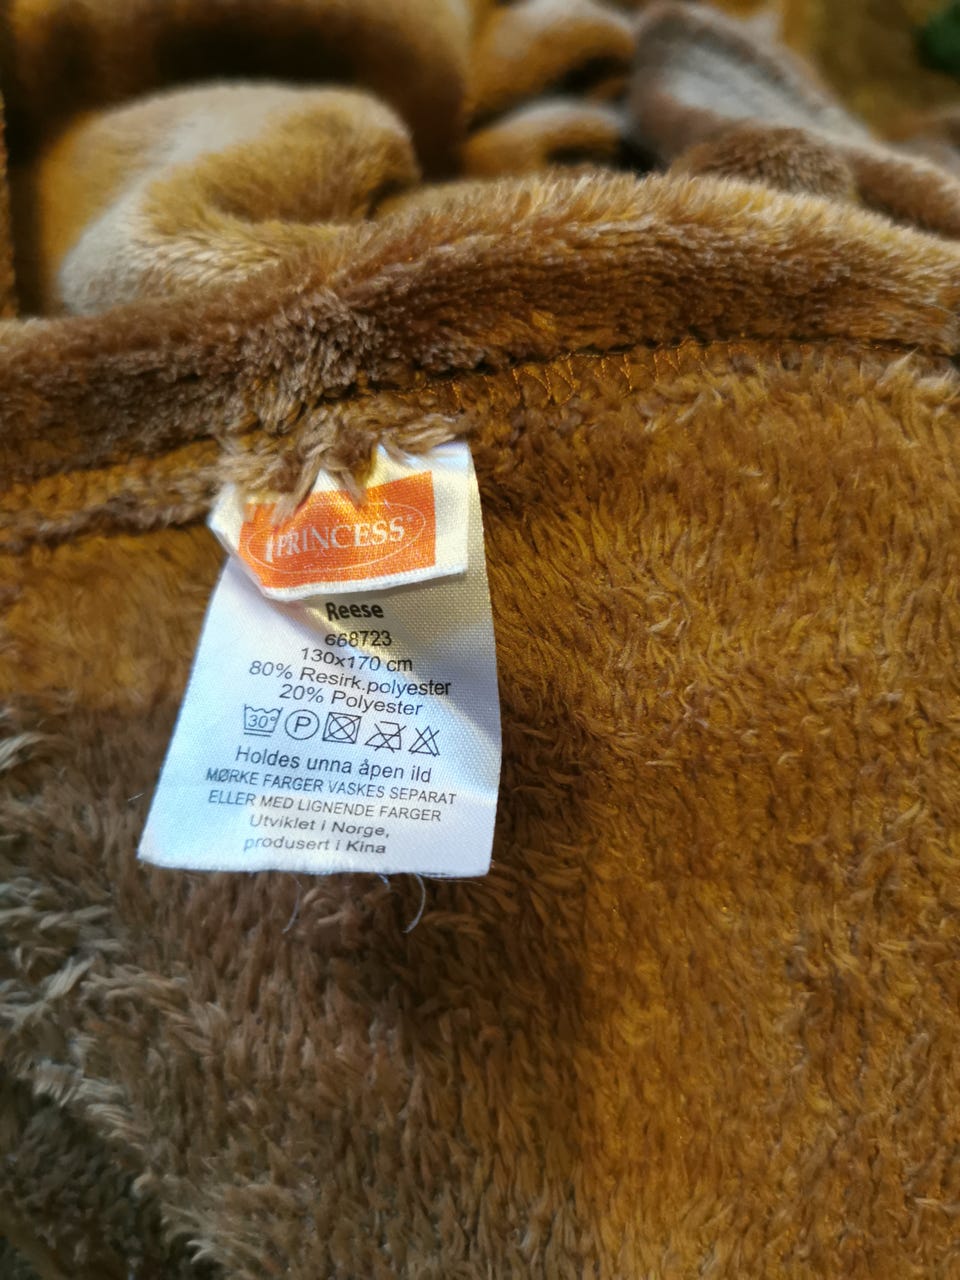 PRINCESS®
Reese
668723
130x170 cm
80% Resirk.polyester
20% Polyester
30° P
Holdes unna åpen ild
MØRKE FARGER VASKES SEPARAT
ELLER MED LIGNENDE FARGER
Utviklet i Norge,
produsert i Kina